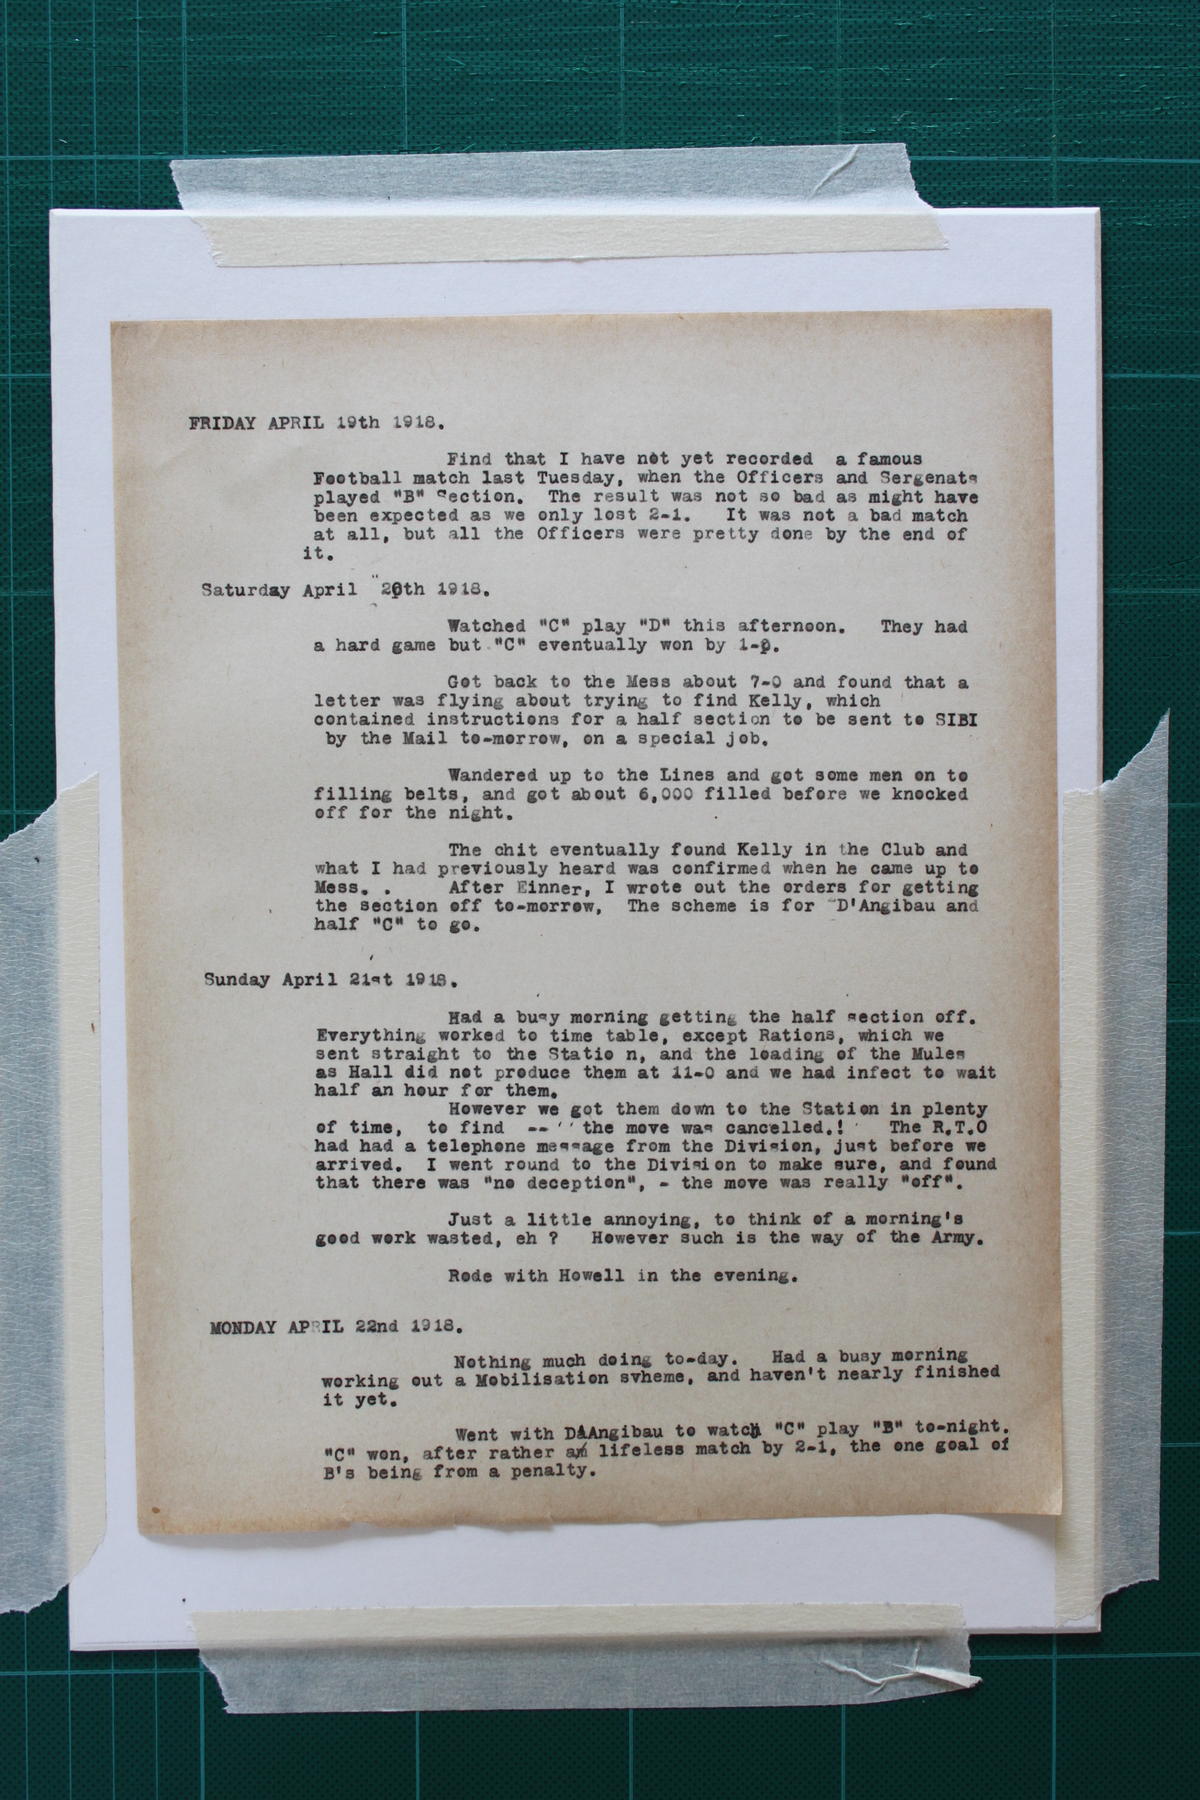 FRIDAY APRIL 19th 1918.
Find that I have not yet recorded a famous
Football match last Tuesday, when the Officers and Sergenats
played "B" Section. The result was not so bad as might have
been expected as we only lost 2-1. It was not a bad match
at all, but all the Officers were pretty done by the end of
it.
Saturday April 20th 1918.
Watched "C" play "D" this afternoon. They had
a hard game but "C" eventually won by 1-0.
Got back to the Mess about 7-0 and found that a
letter was flying about trying to find Kelly, which
contained instructions for a half section to be sent to SIBI
by the Mail to-morrow, on a special job.
Wandered up to the Lines and got some men on to
filling belts, and got about 6,000 filled before we knocked
off for the night.
The chit eventually found Kelly in the Club and
what I had previously heard was confirmed when he came up to
Mess. . After Einner, I wrote out the orders for getting
the section off to-morrow, The scheme is for D'Angibau and
half "C" to go.
Sunday April 21st 1918.
Had a busy morning getting the half section off.
Everything worked to time table, except Rations, which we
sent straight to the Statio n, and the loading of the Mules
as Hall did not produce them at 11-0 and we had infect to wait
half an hour for them.
However we got them down to the Station in plenty
of time, to find -- '' the move was cancelled.! The R.T.O
had had a telephone message from the Division, just before we
arrived. I went round to the Division to make sure, and found
that there was "no deception", - the move was really "off".
Just a little annoying, to think of a morning's
good work wasted, eh ? However such is the way of the Army.
Rode with Howell in the evening.
MONDAY APRIL 22nd 1918.
Nothing much doing to-day. Had a busy morning
working out a Mobilisation svheme, and haven't nearly finished
it yet.
Went with D'Angibau to watch "C" play "B" to-night.
"C" won, after rather a lifeless match by 2-1, the one goal of
B's being from a penalty.